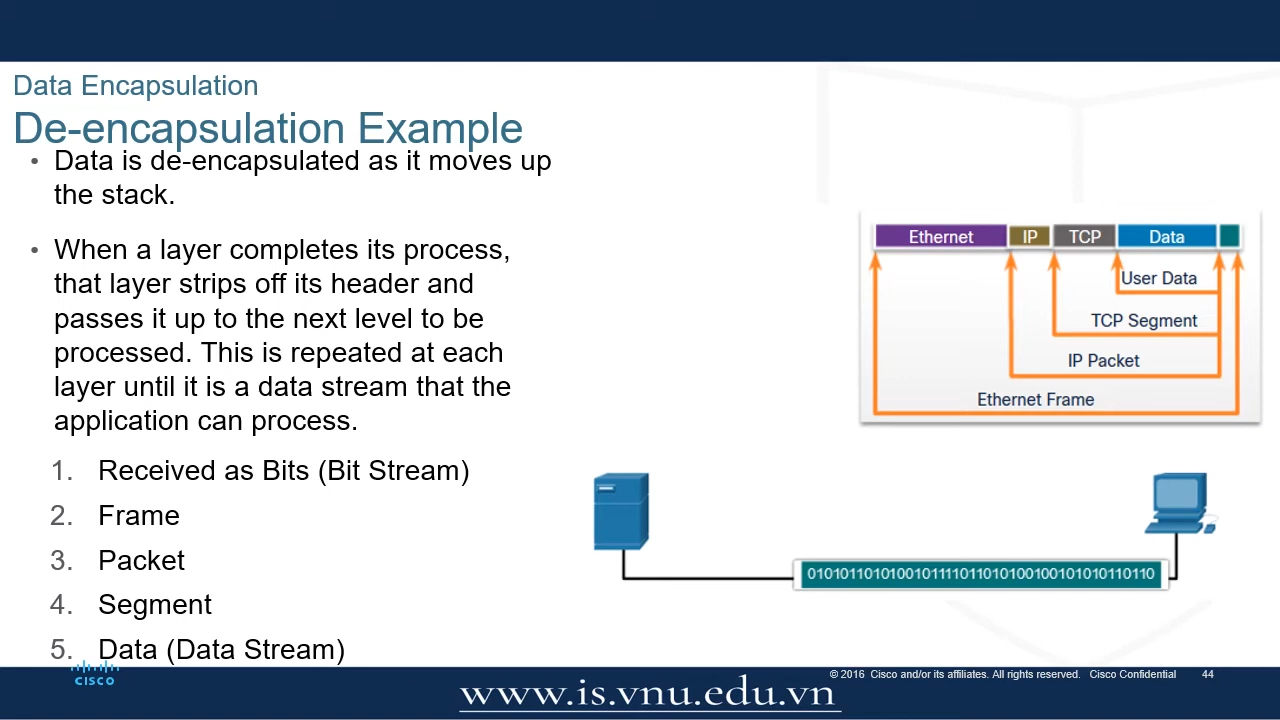 Data Encapsulation
De-encapsulation Example
• Data is de-encapsulated as it moves up
the stack.
• When a layer completes its process,
that layer strips off its header and
passes it up to the next level to be
processed. This is repeated at each
layer until it is a data stream that the
application can process.
1. Received as Bits (Bit Stream)
2. Frame
3. Packet
4. Segment
5. Data (Data Stream)
Ethernet IP TCP Data
User Data
TCP Segment
IP Packet
Ethernet Frame
0101011010100101111011010100100101010110110
CISCO
© 2016 Cisco and/or its affiliates. All rights reserved. Cisco Confidential 44
www.is.vnu.edu.vn